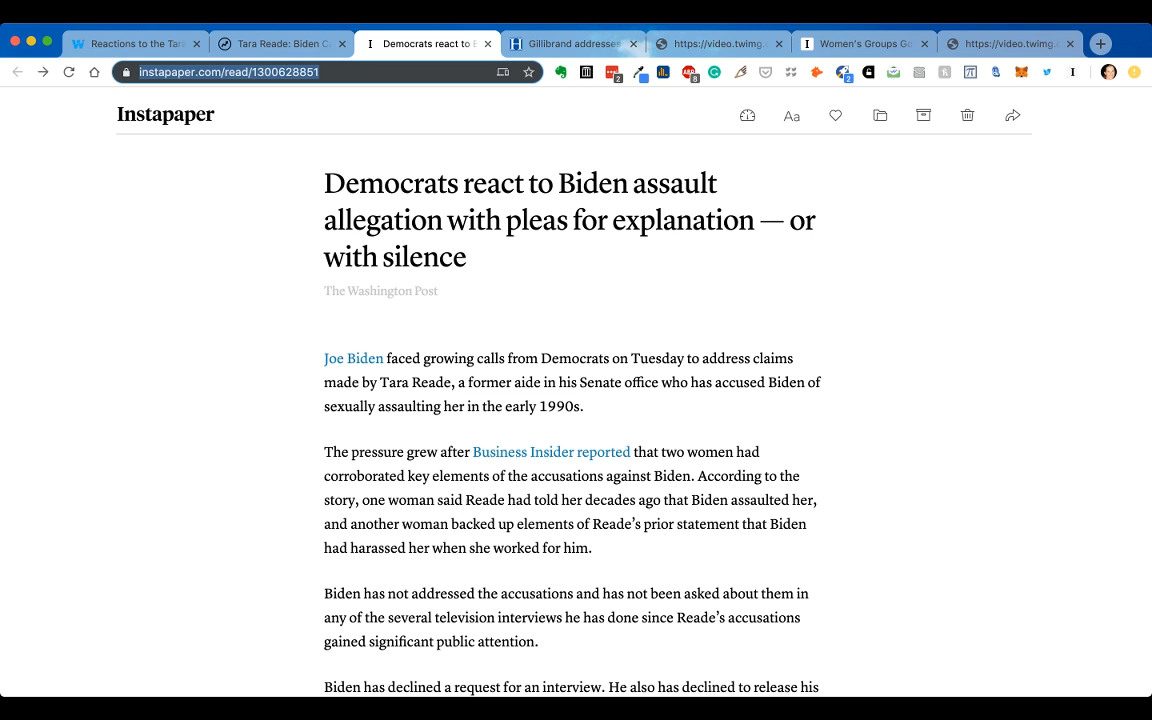 Reactions to the Tara
Tara Reade: Biden C
Democrats react to B
Gillibrand addresse
https://video.twimg.c
Women's Groups Go
https://video.twimg.c
instapaper.com/read/1300628851
Instapaper
Aa
Democrats react to Biden assault
allegation with pleas for explanation — or
with silence
The Washington Post
Joe Biden faced growing calls from Democrats on Tuesday to address claims
made by Tara Reade, a former aide in his Senate office who has accused Biden of
sexually assaulting her in the early 1990s.
The pressure grew after Business Insider reported that two women had
corroborated key elements of the accusations against Biden. According to the
story, one woman said Reade had told her decades ago that Biden assaulted her,
and another woman backed up elements of Reade’s prior statement that Biden
had harassed her when she worked for him.
Biden has not addressed the accusations and has not been asked about them in
any of the several television interviews he has done since Reade’s accusations
gained significant public attention.
Biden has declined a request for an interview. He also has declined to release his